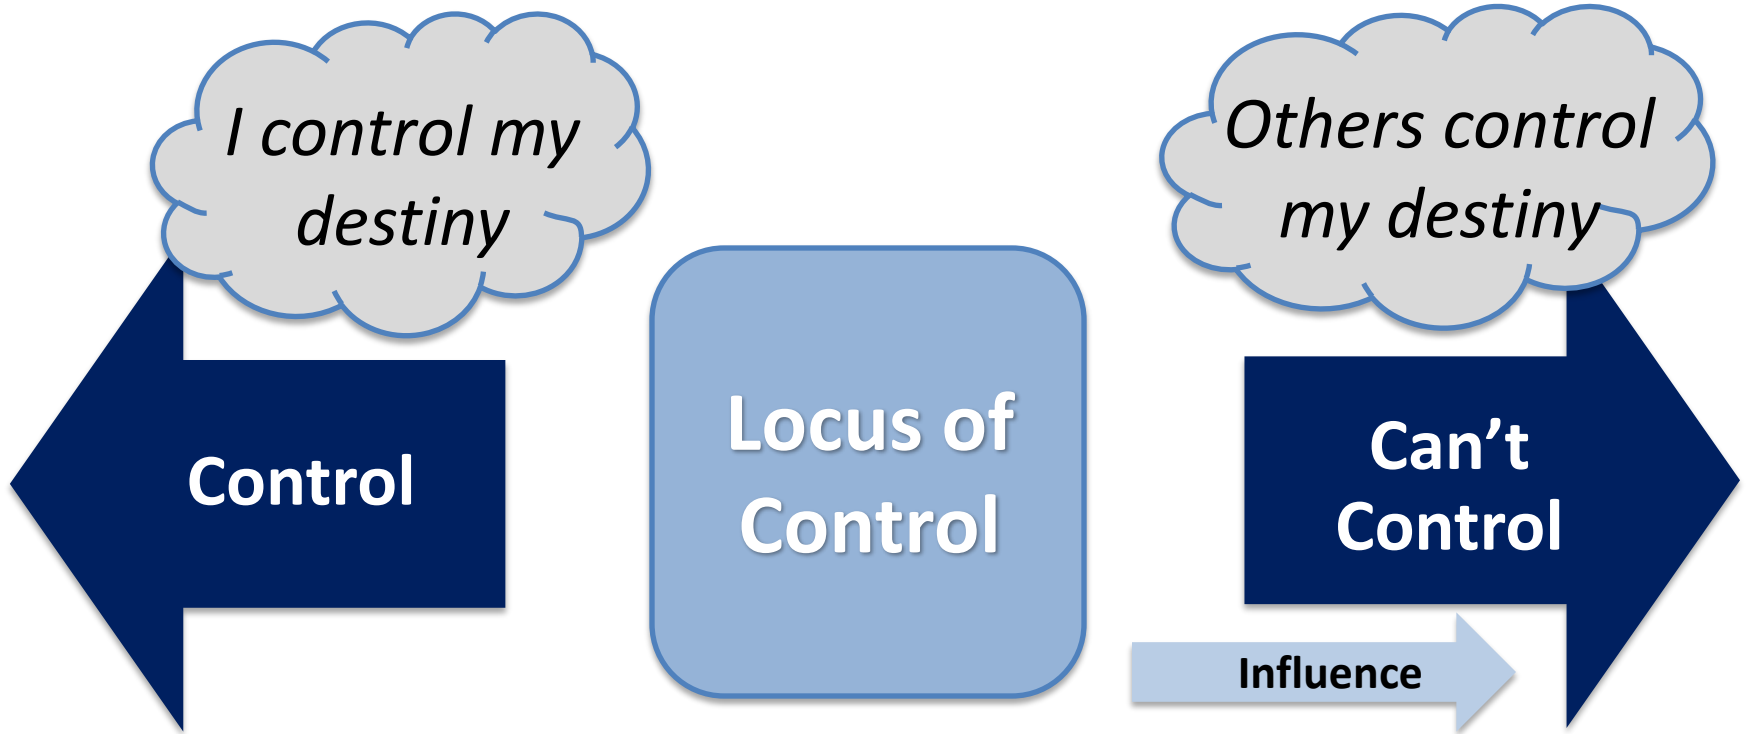 I control my
destiny
Others control
my destiny
Control
Locus of
Control
Can’t
Control
Influence